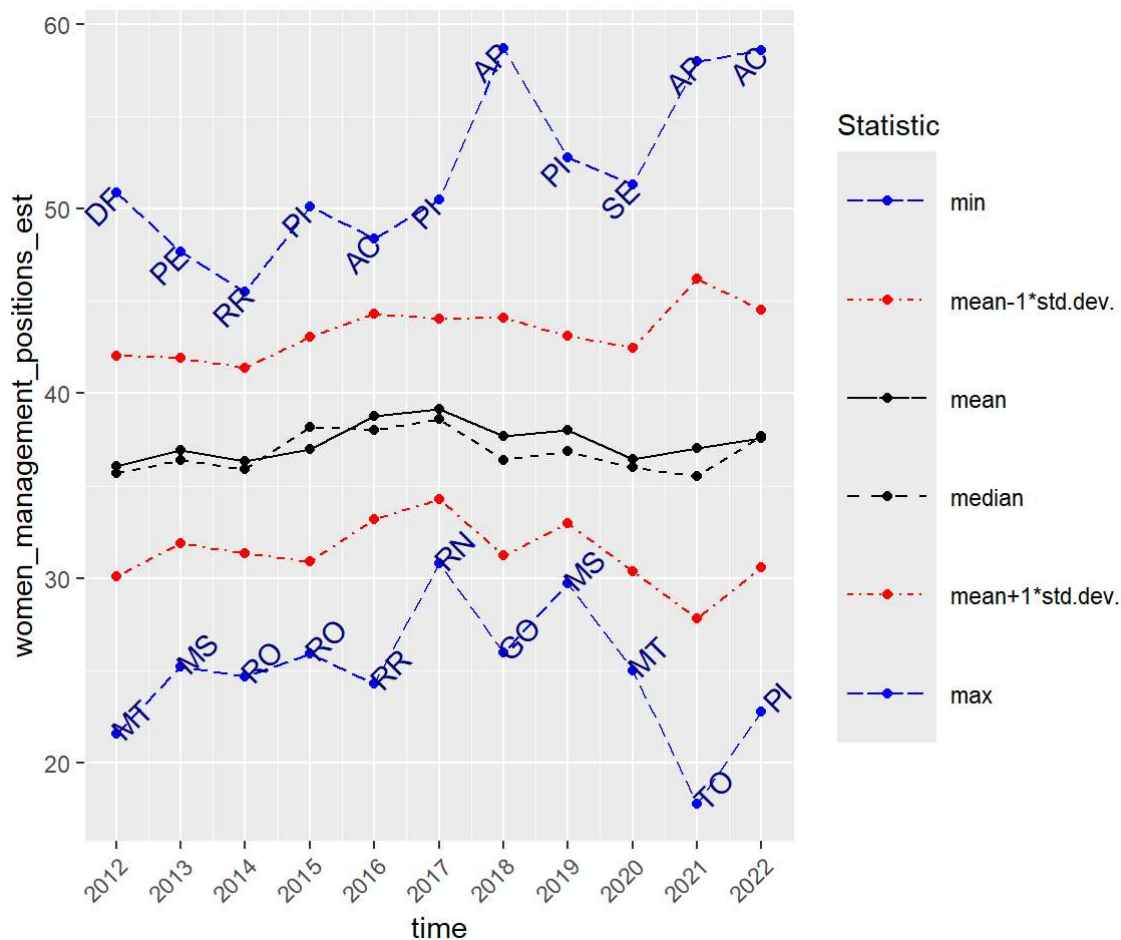 60
50
40
30
20
women_management_positions_est
DF
PE
RR
PI
AC
PI
AP
PI
SE
AP
AC
MT
MS
RO
RO
RR
RN
GO
MS
MT
TO
PI
2012
2013
2014
2015
2016
2017
2018
2019
2020
2021
2022
time
Statistic
min
mean-1*std.dev.
mean
median
mean+1*std.dev.
max